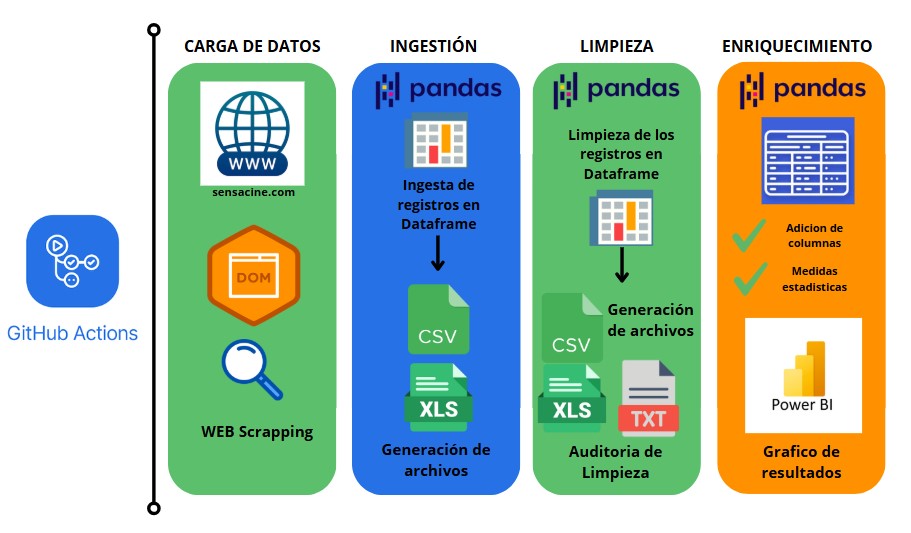 GitHub Actions
CARGA DE DATOS
WWW
sensacine.com
DOM
WEB Scrapping
INGESTIÓN
pandas
Ingesta de
registros en
Dataframe
CSV
XLS
Generación de
archivos
LIMPIEZA
pandas
Limpieza de los
registros en
Dataframe
Generación
de archivos
CSV
XLS
TXT
Auditoria de
Limpieza
ENRIQUECIMIENTO
pandas
Adicion de
columnas
Medidas
estadisticas
Power BI
Grafico de
resultados